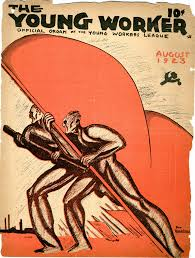 THE 10¢
YOUNG WORKER
OFFICIAL ORGAN OF THE YOUNG WORKERS LEAGUE
AUGUST
1923